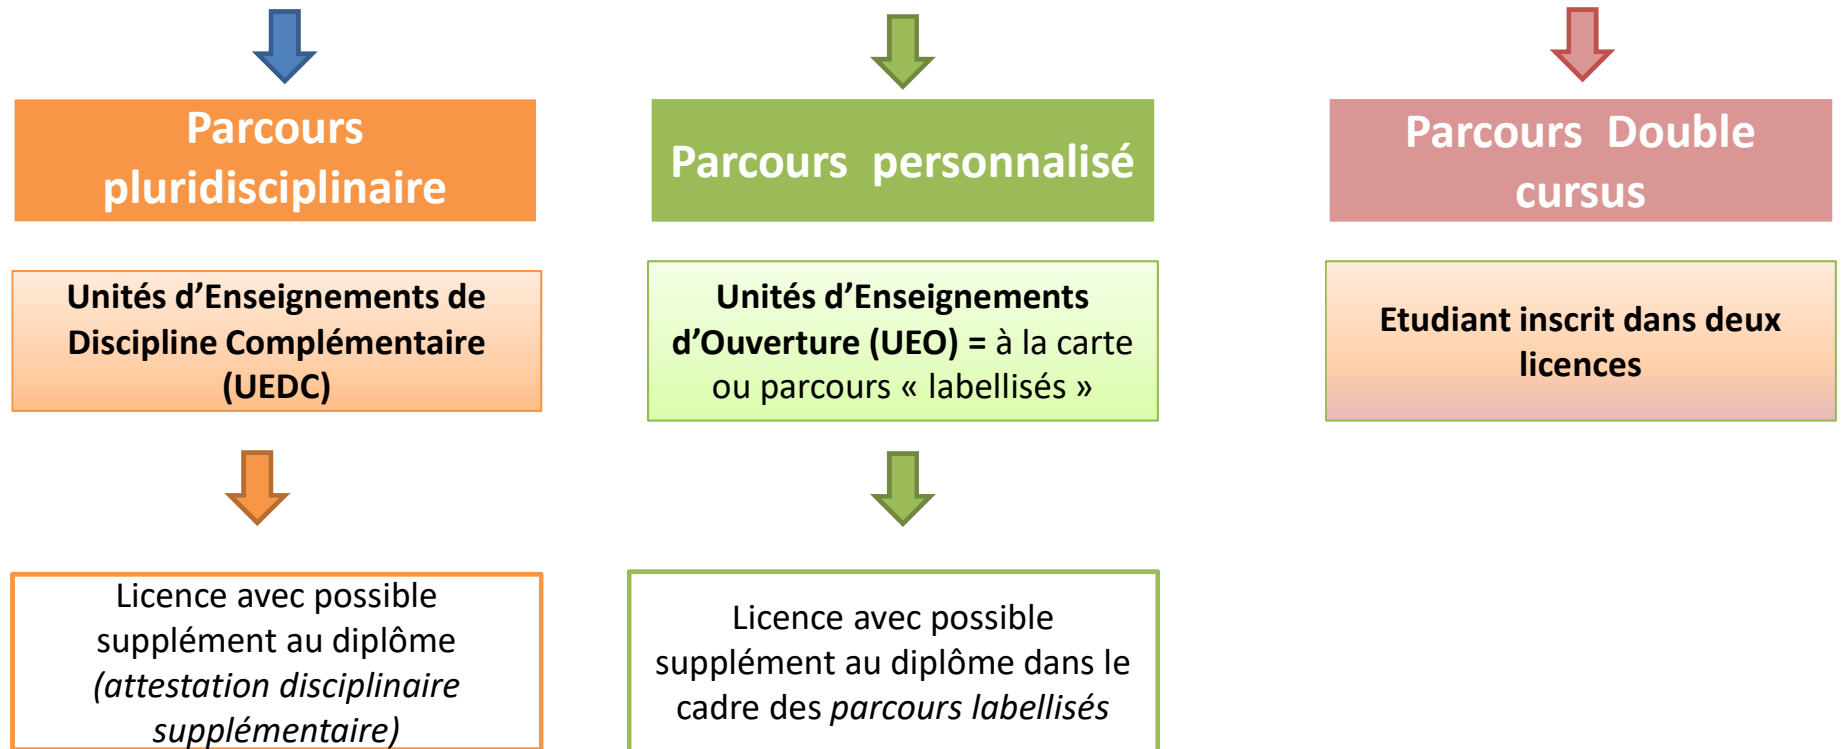 Parcours
pluridisciplinaire
Unités d’Enseignements de
Discipline Complémentaire
(UEDC)
Licence avec possible
supplément au diplôme
(attestation disciplinaire
supplémentaire)
Parcours personnalisé
Unités d’Enseignements
d’Ouverture (UEO) = à la carte
ou parcours « labellisés »
Licence avec possible
supplément au diplôme dans le
cadre des parcours labellisés
Parcours Double
cursus
Etudiant inscrit dans deux
licences